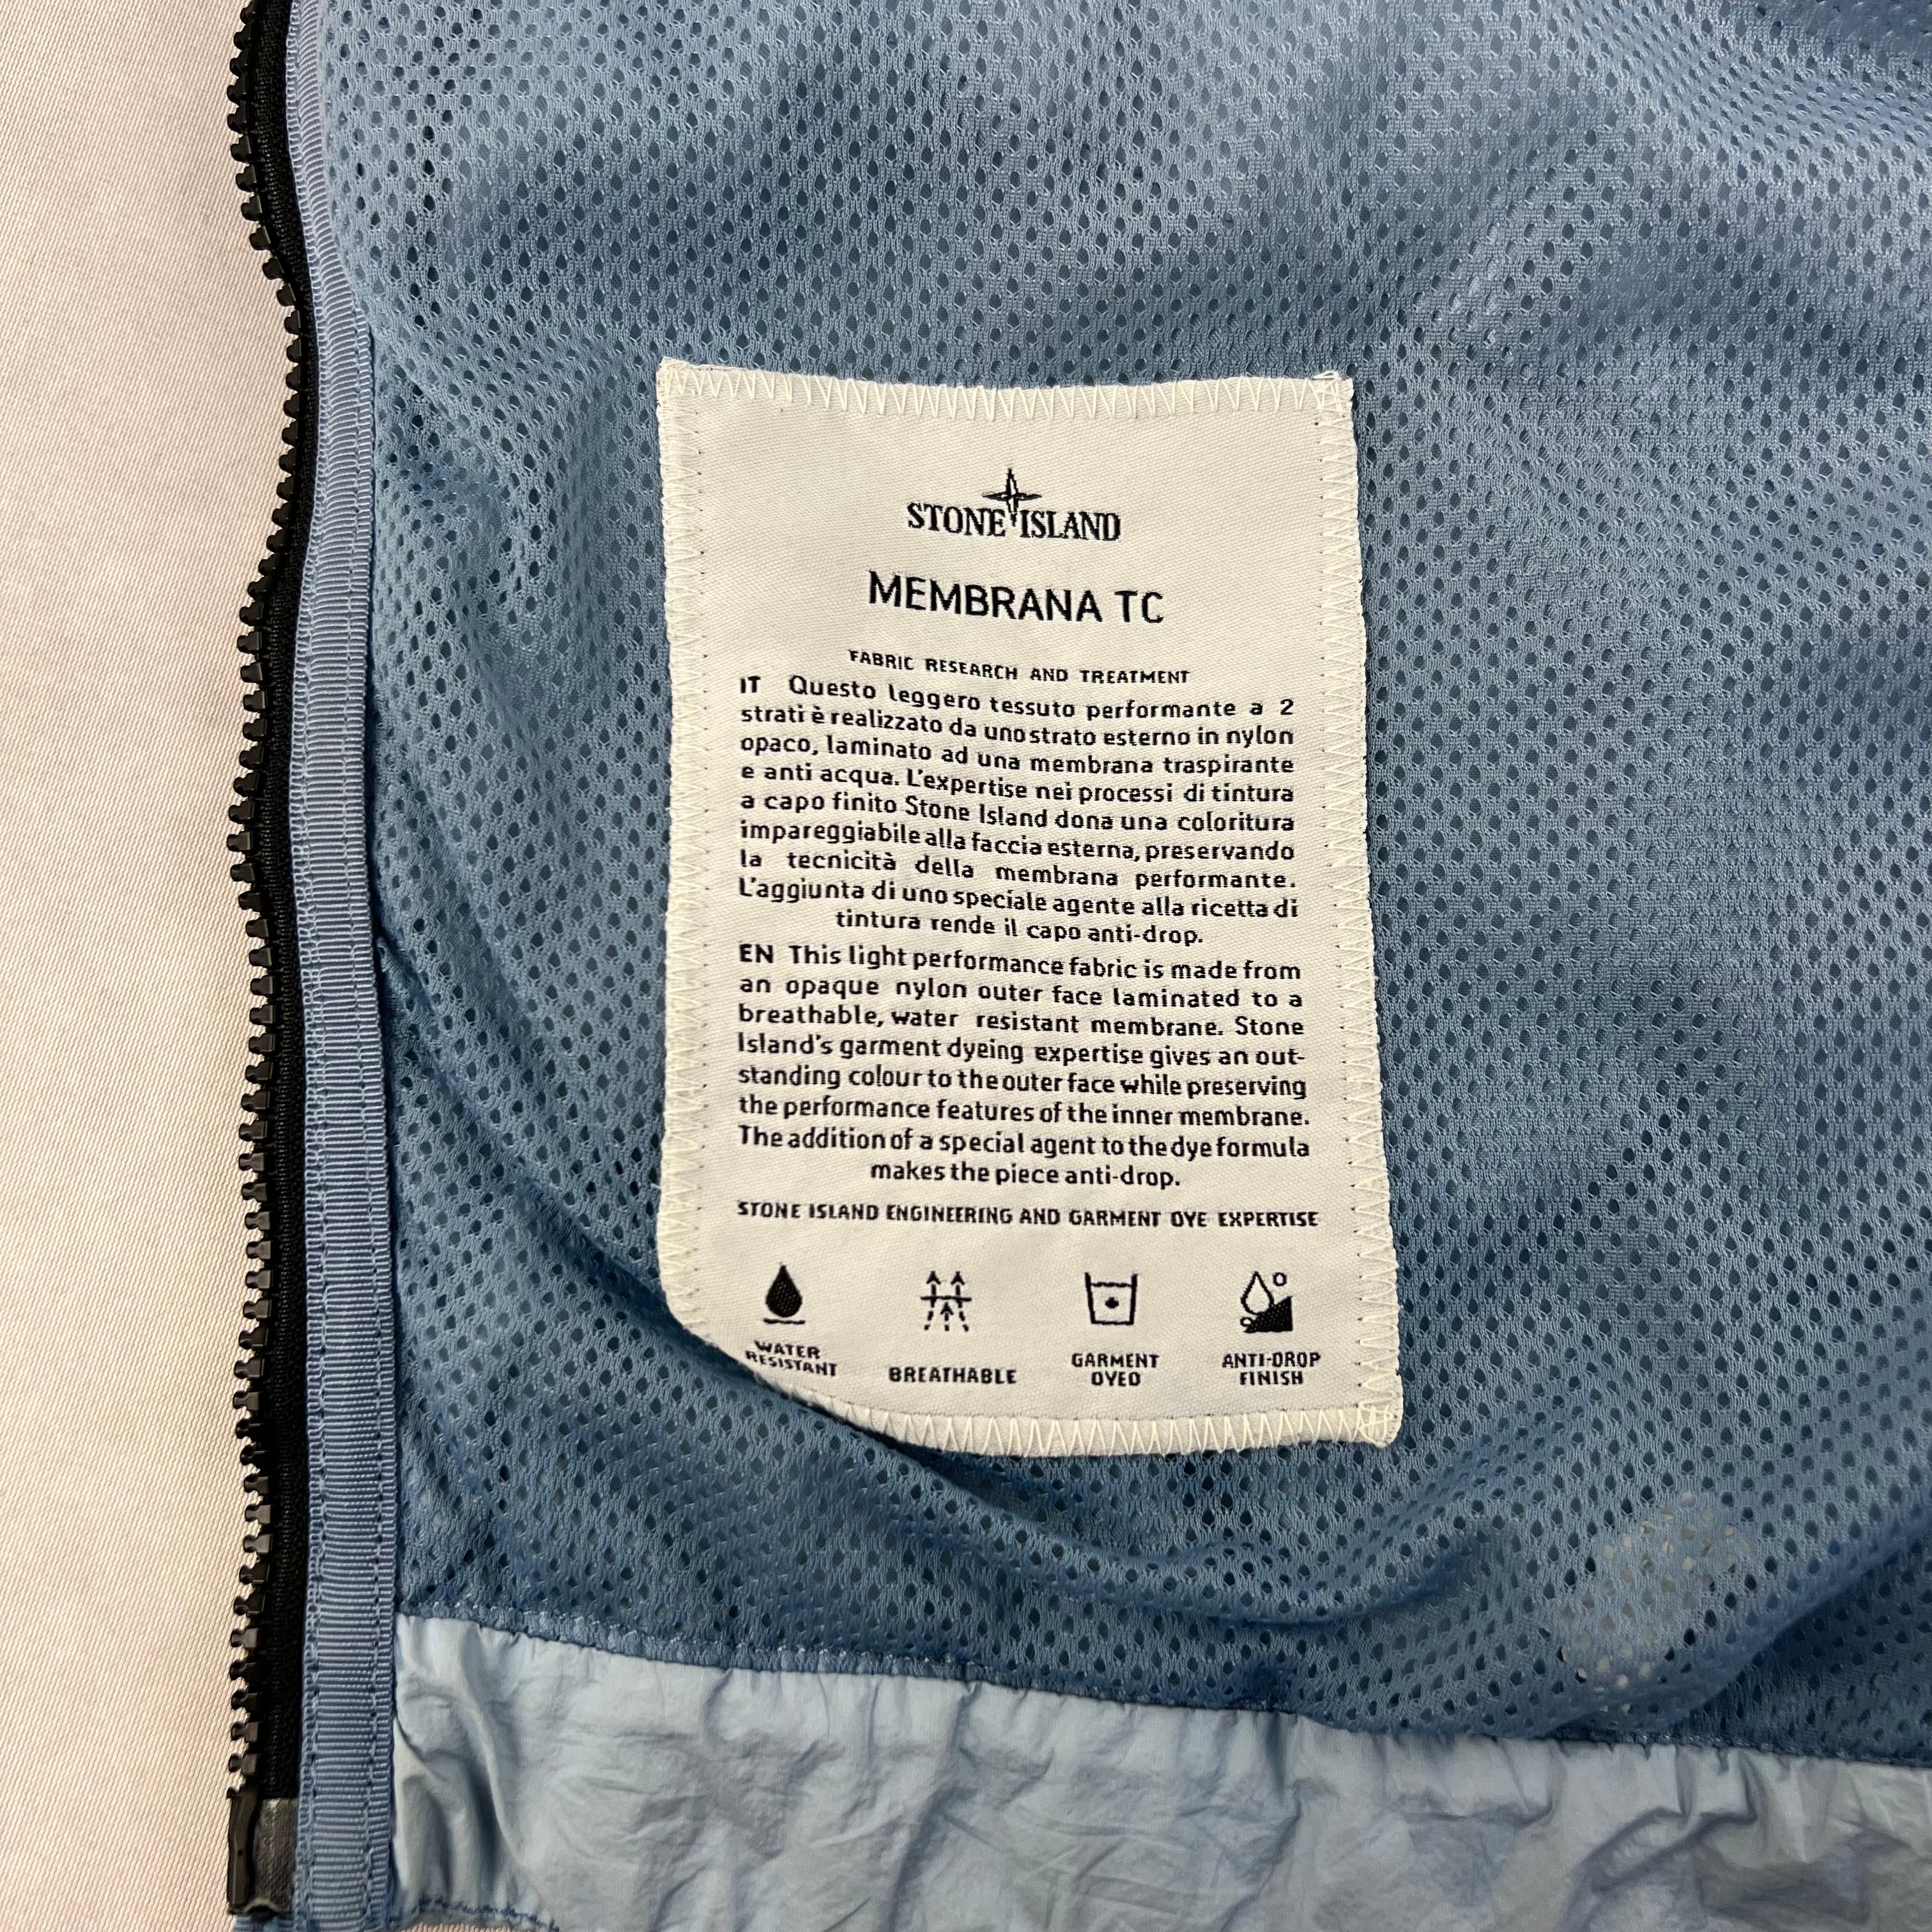 STONE ISLAND
MEMBRANA TC
FABRIC RESEARCH AND TREATMENT
IT Questo leggero tessuto performante a 2
strati è realizzato da uno strato esterno in nylon
opaco, laminato ad una membrana traspirante
e anti acqua. L'expertise nei processi di tintura
a capo finito Stone Island dona una coloritura
impareggiabile alla faccia esterna, preservando
la tecnicità della membrana performante.
L'aggiunta di uno speciale agente alla ricetta di
tintura rende il capo anti-drop.
EN This light performance fabric is made from
an opaque nylon outer face laminated to a
breathable, water resistant membrane. Stone
Island's garment dyeing expertise gives an out-
standing colour to the outer face while preserving
the performance features of the inner membrane.
The addition of a special agent to the dye formula
makes the piece anti-drop.
STONE ISLAND ENGINEERING AND GARMENT DYE EXPERTISE
WATER
RESISTANT
BREATHABLE
GARMENT
DYED
ANTI-DROP
FINISH